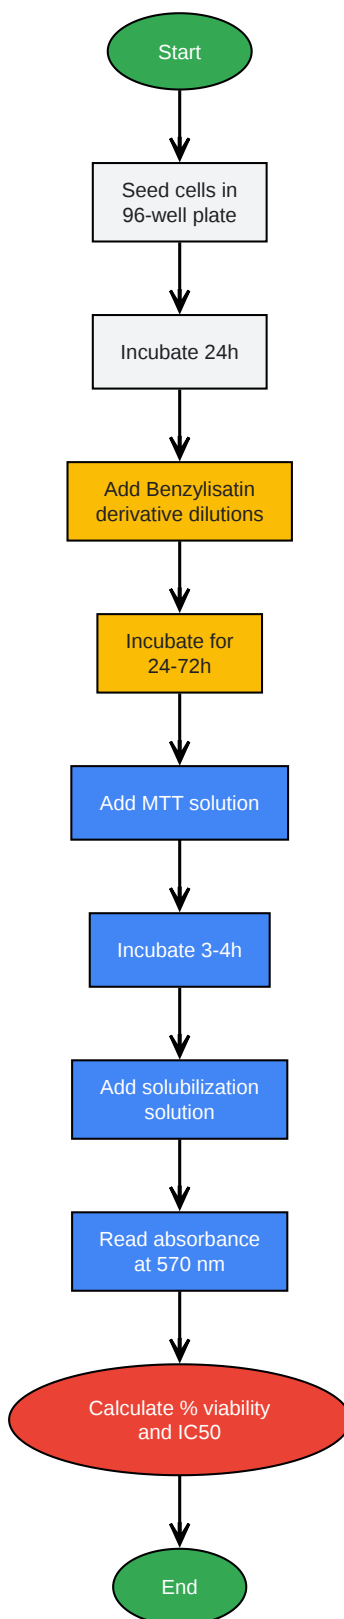 Start
Seed cells in
96-well plate
Incubate 24h
Add Benzylisatin
derivative dilutions
Incubate for
24-72h
Add MTT solution
Incubate 3-4h
Add solubilization
solution
Read absorbance
at 570 nm
Calculate % viability
and IC50
End